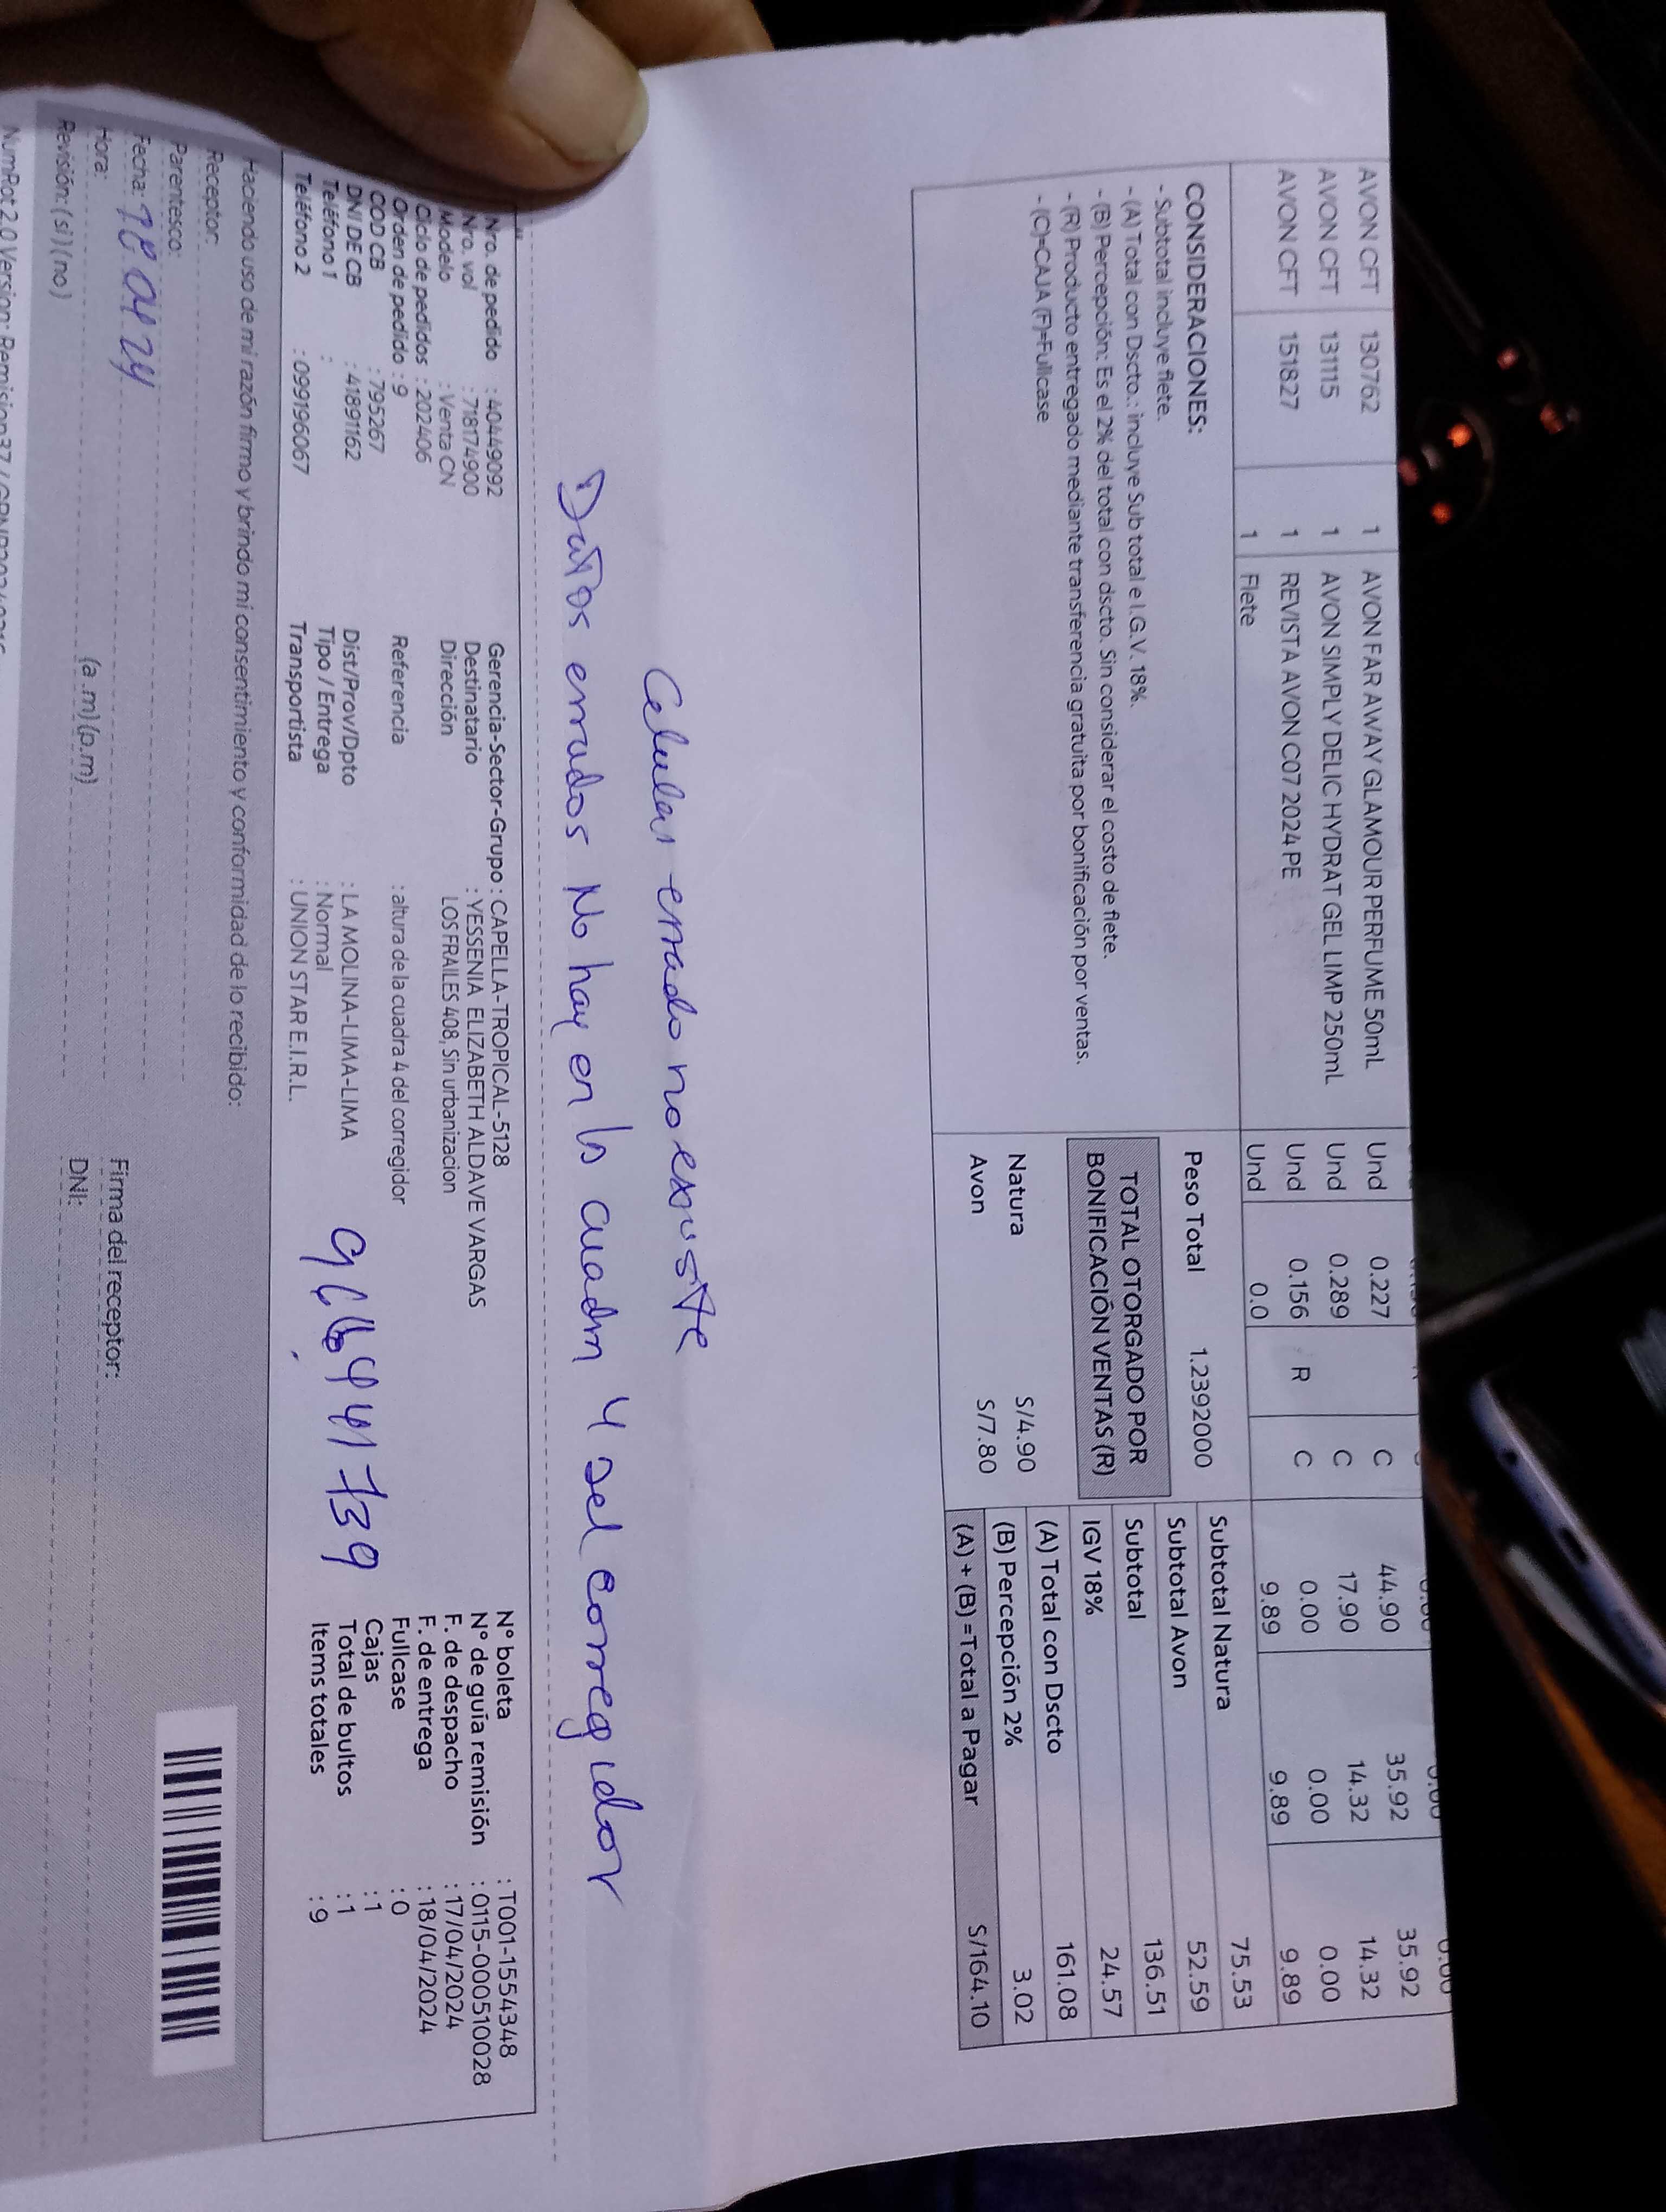 AVON CFT 130762 1 AVON FAR AWAY GLAMOUR PERFUME 50mL Und 0.227 C 44.90 35.92 35.92
AVON CFT 131115 1 AVON SIMPLY DELIC HYDRAT GEL LIMP 250mL Und 0.289 C 17.90 14.32 14.32
AVON CFT 151827 1 REVISTA AVON C07 2024 PE Und 0.156 R C 0.00 0.00 0.00
1 Flete Und 0.0 9.89 9.89 9.89
CONSIDERACIONES:
- Subtotal incluye flete.
- (A) Total con Dscto.: incluye Sub total e I.G.V. 18%.
- (B) Percepción: Es el 2% del total con dscto. Sin considerar el costo de flete.
- (R) Producto entregado mediante transferencia gratuita por bonificación por ventas.
- (C)=CAJA (F)=Fullcase
Peso Total 1.2392000
TOTAL OTORGADO POR
BONIFICACIÓN VENTAS (R)
Natura S/4.90
Avon S/7.80
Subtotal Natura 75.53
Subtotal Avon 52.59
Subtotal 136.51
IGV 18% 24.57
(A) Total con Dscto 161.08
(B) Percepción 2% 3.02
(A) + (B) =Total a Pagar S/164.10
Celular errado no existe
Datos errados No hay en la cuadra 4 del corregidor
Nro. de pedido : 40449092
Nro. vol : 718174900
Modelo : Venta CN
Ciclo de pedidos : 202406
Orden de pedido : 9
COD CB : 795267
DNI DE CB : 41891162
Teléfono 1 :
Teléfono 2 : 099196067
Gerencia-Sector-Grupo : CAPELLA-TROPICAL-5128
Destinatario : YESSENIA ELIZABETH ALDAVE VARGAS
Dirección LOS FRAILES 408, Sin urbanizacion
Referencia : altura de la cuadra 4 del corregidor
Dist/Prov/Dpto : LA MOLINA-LIMA-LIMA
Tipo / Entrega : Normal
Transportista : UNION STAR E.I.R.L.
N° boleta : T001-1554348
N° de guía remisión : 0115-000510028
F. de despacho : 17/04/2024
F. de entrega : 18/04/2024
Fullcase : 0
Cajas : 1
Total de bultos : 1
Items totales : 9
Haciendo uso de mi razón firmo y brindo mi consentimiento y conformidad de lo recibido:
Receptor:
Parentesco:
Fecha:
Hora: (a.m) (p.m)
Revisión: (si) (no)
Firma del receptor:
DNI:
NumRot 2.0 Version: Remision37